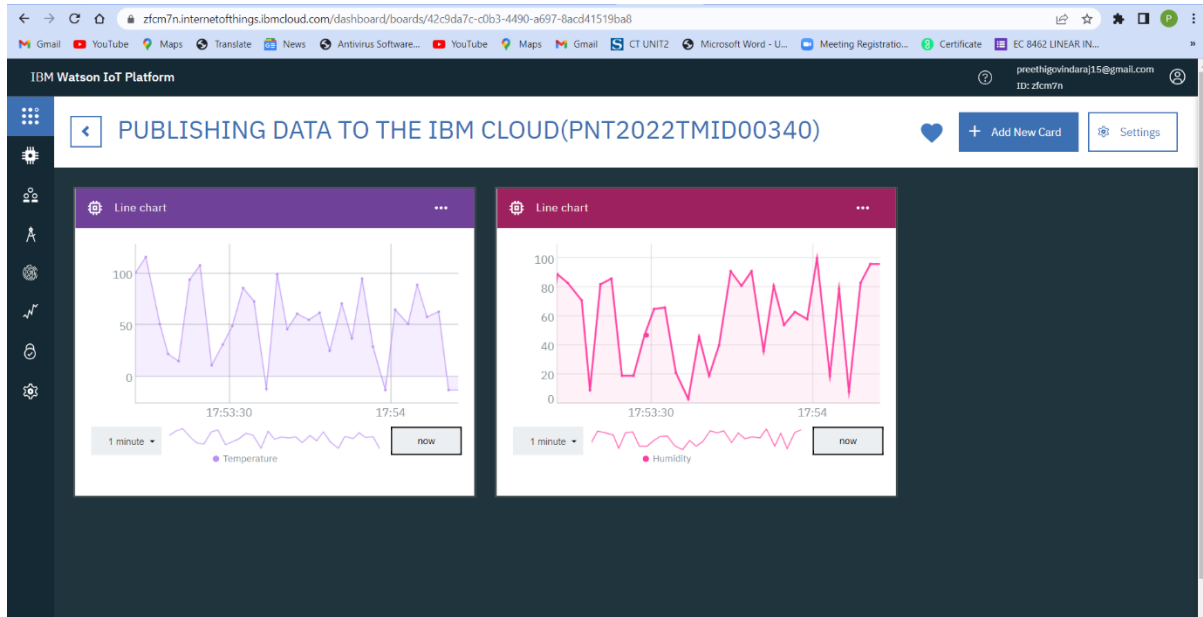 zfcm7n.internetofthings.ibmcloud.com/dashboard/boards/42c9da7c-c0b3-4490-a697-8acd41519ba8
P
Gmail YouTube Maps Translate News Antivirus Software... YouTube Maps Gmail CT UNIT2 Microsoft Word - U... Meeting Registratio... Certificate EC 8462 LINEAR IN... »
IBM Watson IoT Platform
preethigovindaraj15@gmail.com
ID: zfcm7n
PUBLISHING DATA TO THE IBM CLOUD(PNT2022TMID00340)
+ Add New Card
Settings
Line chart
100
50
0
17:53:30 17:54
1 minute
now
Temperature
Line chart
100
80
60
40
20
0
17:53:30 17:54
1 minute
now
Humidity